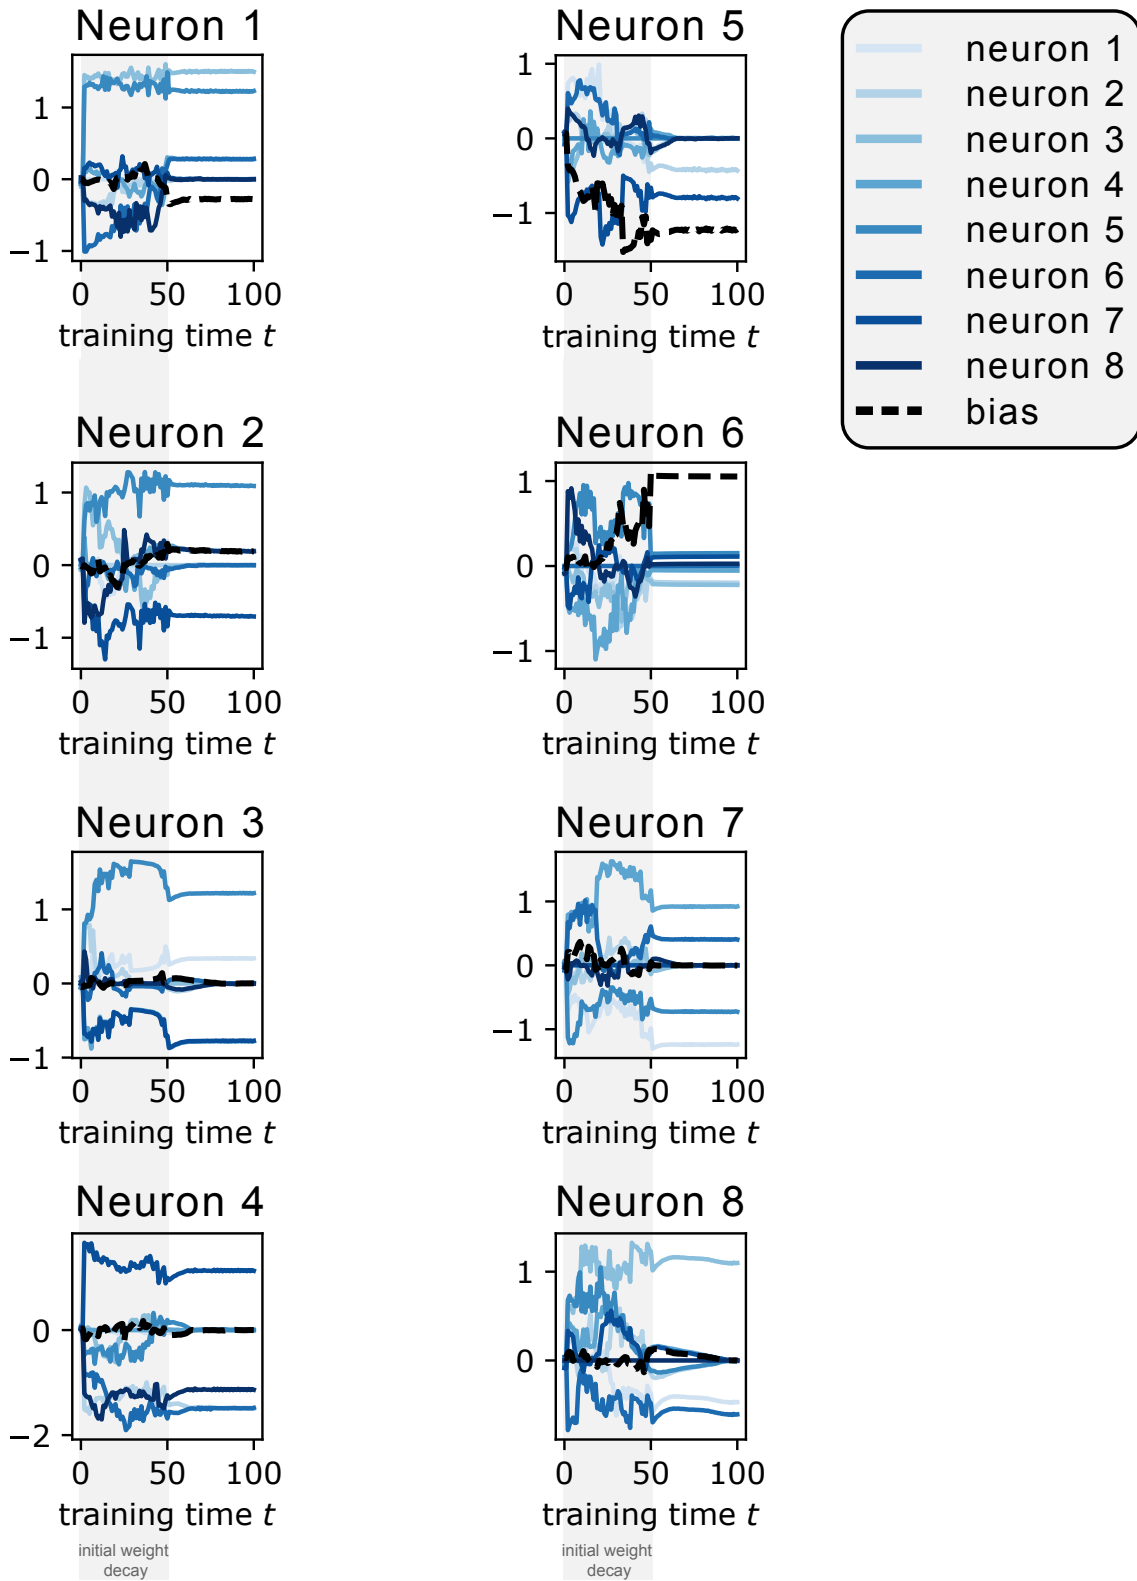 Neuron 1
1
0
−1
0 50 100
training time t
Neuron 5
1
0
−1
0 50 100
training time t
neuron 1
neuron 2
neuron 3
neuron 4
neuron 5
neuron 6
neuron 7
neuron 8
bias
Neuron 2
1
0
−1
0 50 100
training time t
Neuron 6
1
0
−1
0 50 100
training time t
Neuron 3
1
0
−1
0 50 100
training time t
Neuron 7
1
0
−1
0 50 100
training time t
Neuron 4
0
−2
0 50 100
training time t
initial weight
decay
Neuron 8
1
0
0 50 100
training time t
initial weight
decay